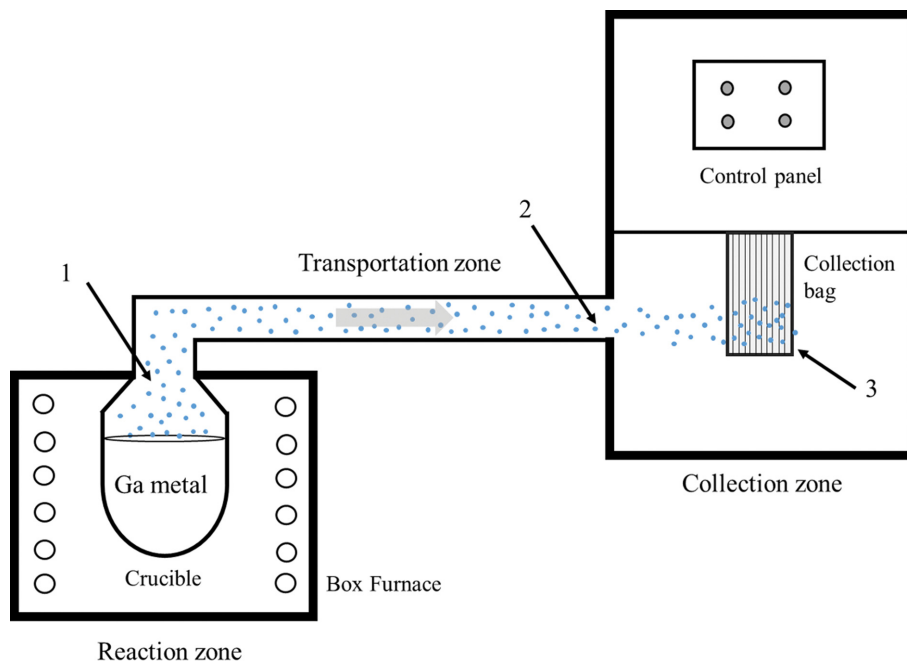 Control panel
2
Transportation zone
Collection
bag
1
3
Ga metal
Collection zone
Crucible
Box Furnace
Reaction zone